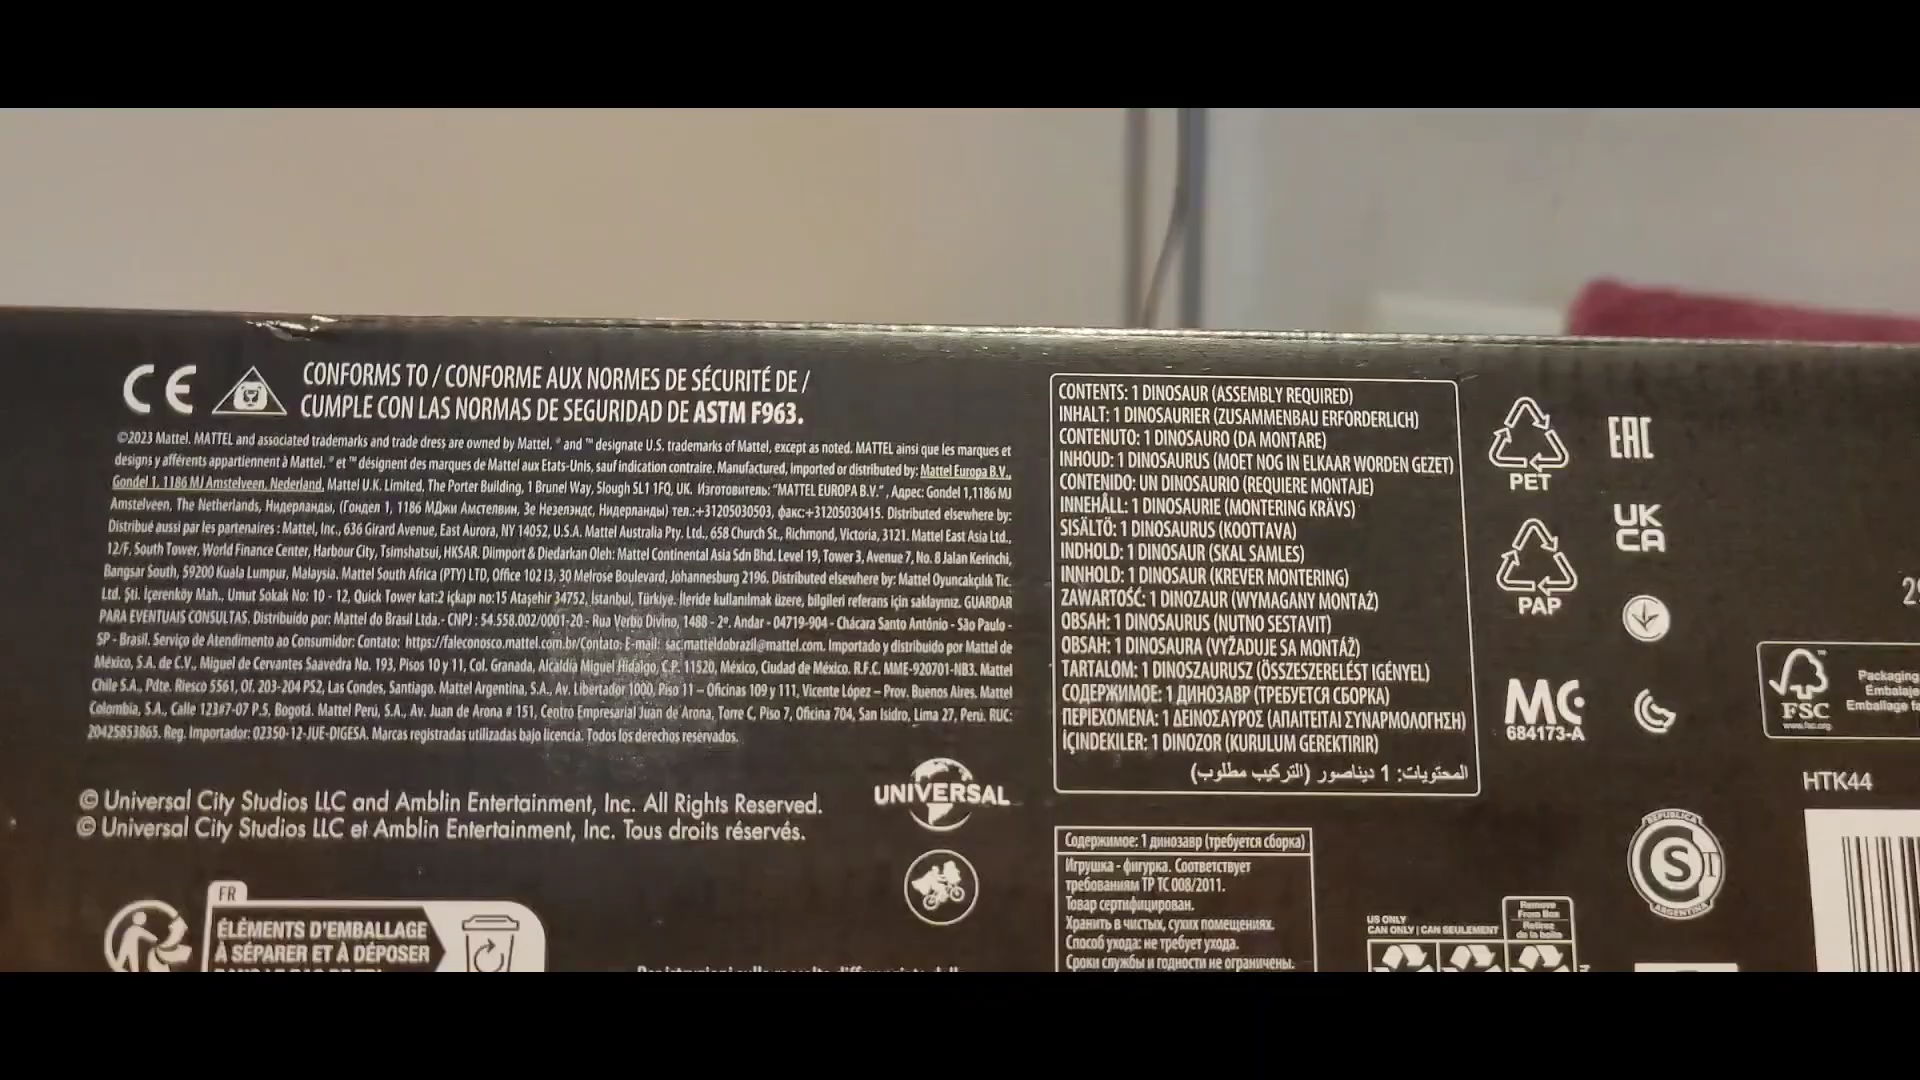 CE
CONFORMS TO / CONFORME AUX NORMES DE SÉCURITÉ DE /
CUMPLE CON LAS NORMAS DE SEGURIDAD DE ASTM F963.
©2023 Mattel. MATTEL and associated trademarks and trade dress are owned by Mattel. ® and ™ designate U.S. trademarks of Mattel, except as noted. MATTEL ainsi que les marques et
designs y afférents appartiennent à Mattel. ® et ™ désignent des marques de Mattel aux Etats-Unis, sauf indication contraire. Manufactured, imported or distributed by: Mattel Europa B.V.,
Gondel 1, 1186 MJ Amstelveen, Nederland. Mattel U.K. Limited, The Porter Building, 1 Brunel Way, Slough SL1 1FQ, UK. Изготовитель: "MATTEL EUROPA B.V.", Адрес: Gondel 1,1186 MJ
Amstelveen, The Netherlands, Нидерланды, (Гондел 1, 1186 МДжи Амстелвин, Зе Незелэндс, Нидерланды) тел.:+31205030503, факс:+31205030415. Distributed elsewhere by:
Distribué aussi par les partenaires : Mattel, Inc., 636 Girard Avenue, East Aurora, NY 14052, U.S.A. Mattel Australia Pty. Ltd., 658 Church St., Richmond, Victoria, 3121. Mattel East Asia Ltd.,
12/F, South Tower, World Finance Center, Harbour City, Tsimshatsui, HKSAR. Diimport & Diedarkan Oleh: Mattel Continental Asia Sdn Bhd. Level 19, Tower 3, Avenue 7, No. 8 Jalan Kerinchi,
Bangsar South, 59200 Kuala Lumpur, Malaysia. Mattel South Africa (PTY) LTD, Office 102 I3, 30 Melrose Boulevard, Johannesburg 2196. Distributed elsewhere by: Mattel Oyuncakçılık Tic.
Ltd. Şti. İçerenköy Mah., Umut Sokak No: 10 - 12, Quick Tower kat:2 içkapı no:15 Ataşehir 34752, İstanbul, Türkiye. İleride kullanılmak üzere, bilgileri referans için saklayınız. GUARDAR
PARA EVENTUAIS CONSULTAS. Distribuído por: Mattel do Brasil Ltda.- CNPJ : 54.558.002/0001-20 - Rua Verbo Divino, 1488 - 2º. Andar - 04719-904 - Chácara Santo Antônio - São Paulo -
SP - Brasil. Serviço de Atendimento ao Consumidor: Contato: https://faleconosco.mattel.com.br/Contato: E-mail: sac.matteldobrazil@mattel.com. Importado y distribuido por Mattel de
México, S.A. de C.V., Miguel de Cervantes Saavedra No. 193, Pisos 10 y 11, Col. Granada, Alcaldía Miguel Hidalgo, C.P. 11520, México, Ciudad de México. R.F.C. MME-920701-NB3. Mattel
Chile S.A., Pdte. Riesco 5561, Of. 203-204 PS2, Las Condes, Santiago. Mattel Argentina, S.A., Av. Libertador 1000, Piso 11 – Oficinas 109 y 111, Vicente López – Prov. Buenos Aires. Mattel
Colombia, S.A., Calle 123#7-07 P.5, Bogotá. Mattel Perú, S.A., Av. Juan de Arona # 151, Centro Empresarial Juan de Arona, Torre C, Piso 7, Oficina 704, San Isidro, Lima 27, Perú. RUC:
20425853865. Reg. Importador: 02350-12-JUE-DIGESA. Marcas registradas utilizadas bajo licencia. Todos los derechos reservados.
© Universal City Studios LLC and Amblin Entertainment, Inc. All Rights Reserved.
© Universal City Studios LLC et Amblin Entertainment, Inc. Tous droits réservés.
UNIVERSAL
FR
ÉLÉMENTS D'EMBALLAGE
À SÉPARER ET À DÉPOSER
CONTENTS: 1 DINOSAUR (ASSEMBLY REQUIRED)
INHALT: 1 DINOSAURIER (ZUSAMMENBAU ERFORDERLICH)
CONTENUTO: 1 DINOSAURO (DA MONTARE)
INHOUD: 1 DINOSAURUS (MOET NOG IN ELKAAR WORDEN GEZET)
CONTENIDO: UN DINOSAURIO (REQUIERE MONTAJE)
INNEHÅLL: 1 DINOSAURIE (MONTERING KRÄVS)
SISÄLTÖ: 1 DINOSAURUS (KOOTTAVA)
INDHOLD: 1 DINOSAUR (SKAL SAMLES)
INNHOLD: 1 DINOSAUR (KREVER MONTERING)
ZAWARTOŚĆ: 1 DINOZAUR (WYMAGANY MONTAŻ)
OBSAH: 1 DINOSAURUS (NUTNO SESTAVIT)
OBSAH: 1 DINOSAURA (VYŽADUJE SA MONTÁŽ)
TARTALOM: 1 DINOSZAURUSZ (ÖSSZESZERELÉST IGÉNYEL)
СОДЕРЖИМОЕ: 1 ДИНОЗАВР (ТРЕБУЕТСЯ СБОРКА)
ΠΕΡΙΕΧΟΜΕΝΑ: 1 ΔΕΙΝΟΣΑΥΡΟΣ (ΑΠΑΙΤΕΙΤΑΙ ΣΥΝΑΡΜΟΛΟΓΗΣΗ)
İÇİNDEKILER: 1 DINOZOR (KURULUM GEREKTIRIR)
المحتويات: 1 ديناصور (التركيب مطلوب)
Содержимое: 1 динозавр (требуется сборка)
Игрушка - фигурка. Соответствует
требованиям ТР ТС 008/2011.
Товар сертифицирован.
Хранить в чистых, сухих помещениях.
Способ ухода: не требует ухода.
Сроки службы и годности не ограничены.
PET
PAP
EAC
UK
CA
MC
684173-A
FSC
www.fsc.org
Packaging
HTK44
REPUBLICA
S
ARGENTINA
US ONLY
CAN ONLY | CAN SEULEMENT
Remove
From Box
Retirez
de la boîte